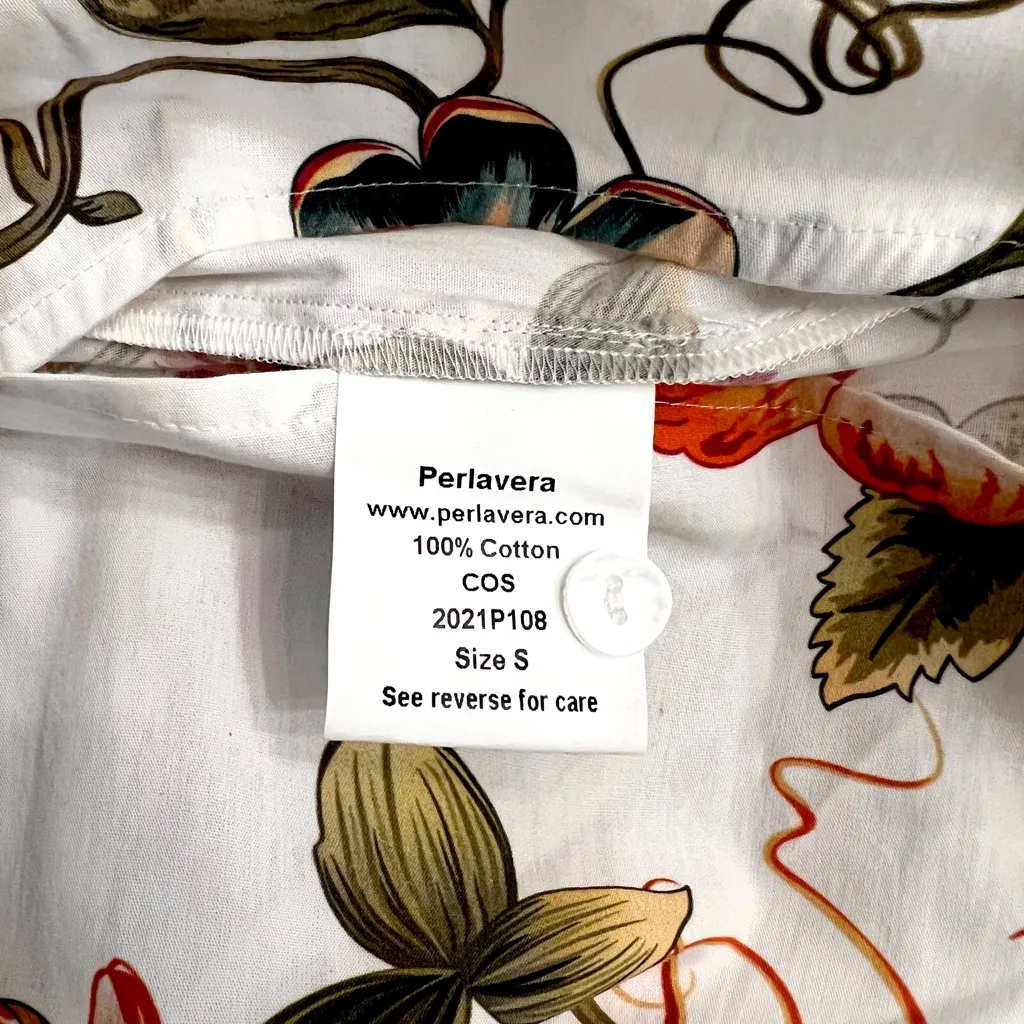 Perlavera
www.perlavera.com
100% Cotton
COS
2021P108
Size S
See reverse for care